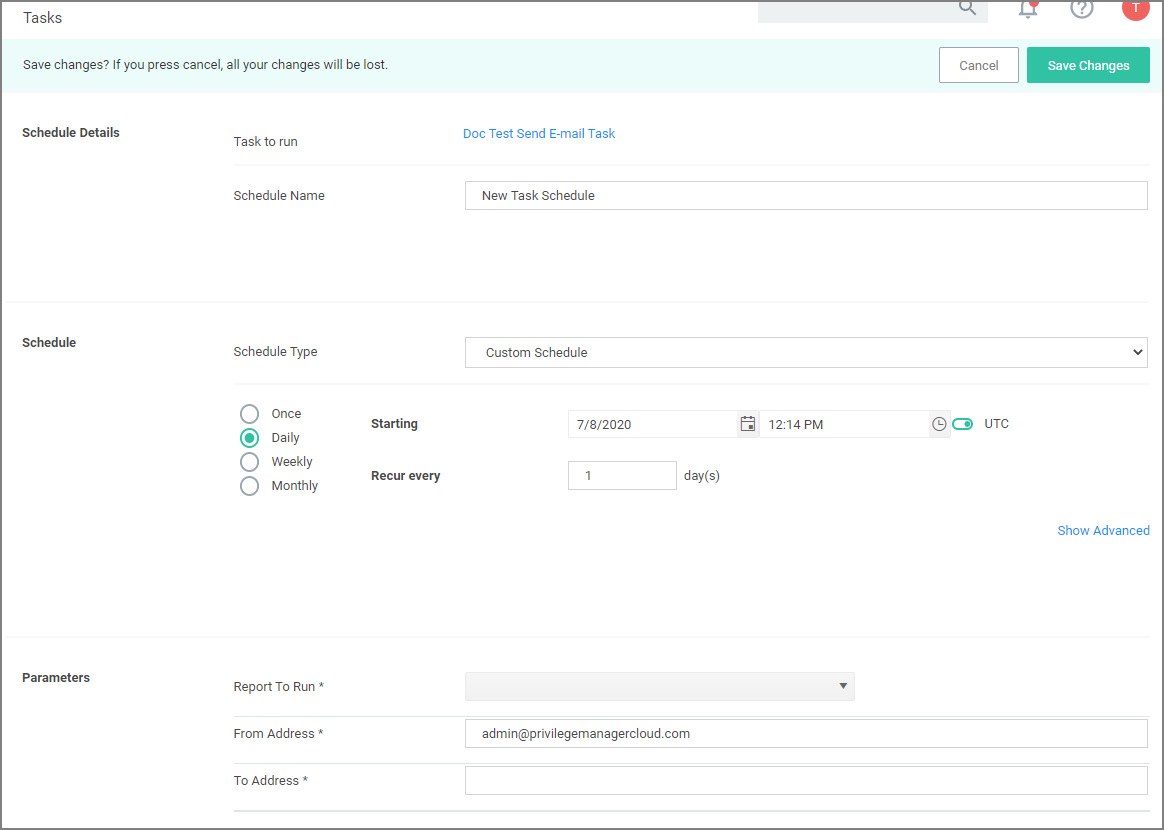 Tasks
T
Save changes? If you press cancel, all your changes will be lost.
Cancel
Save Changes
Schedule Details
Task to run
Doc Test Send E-mail Task
Schedule Name
New Task Schedule
Schedule
Schedule Type
Custom Schedule
Once
Daily
Weekly
Monthly
Starting
7/8/2020
12:14 PM
UTC
Recur every
1
day(s)
Show Advanced
Parameters
Report To Run *
From Address *
admin@privilegemanagercloud.com
To Address *